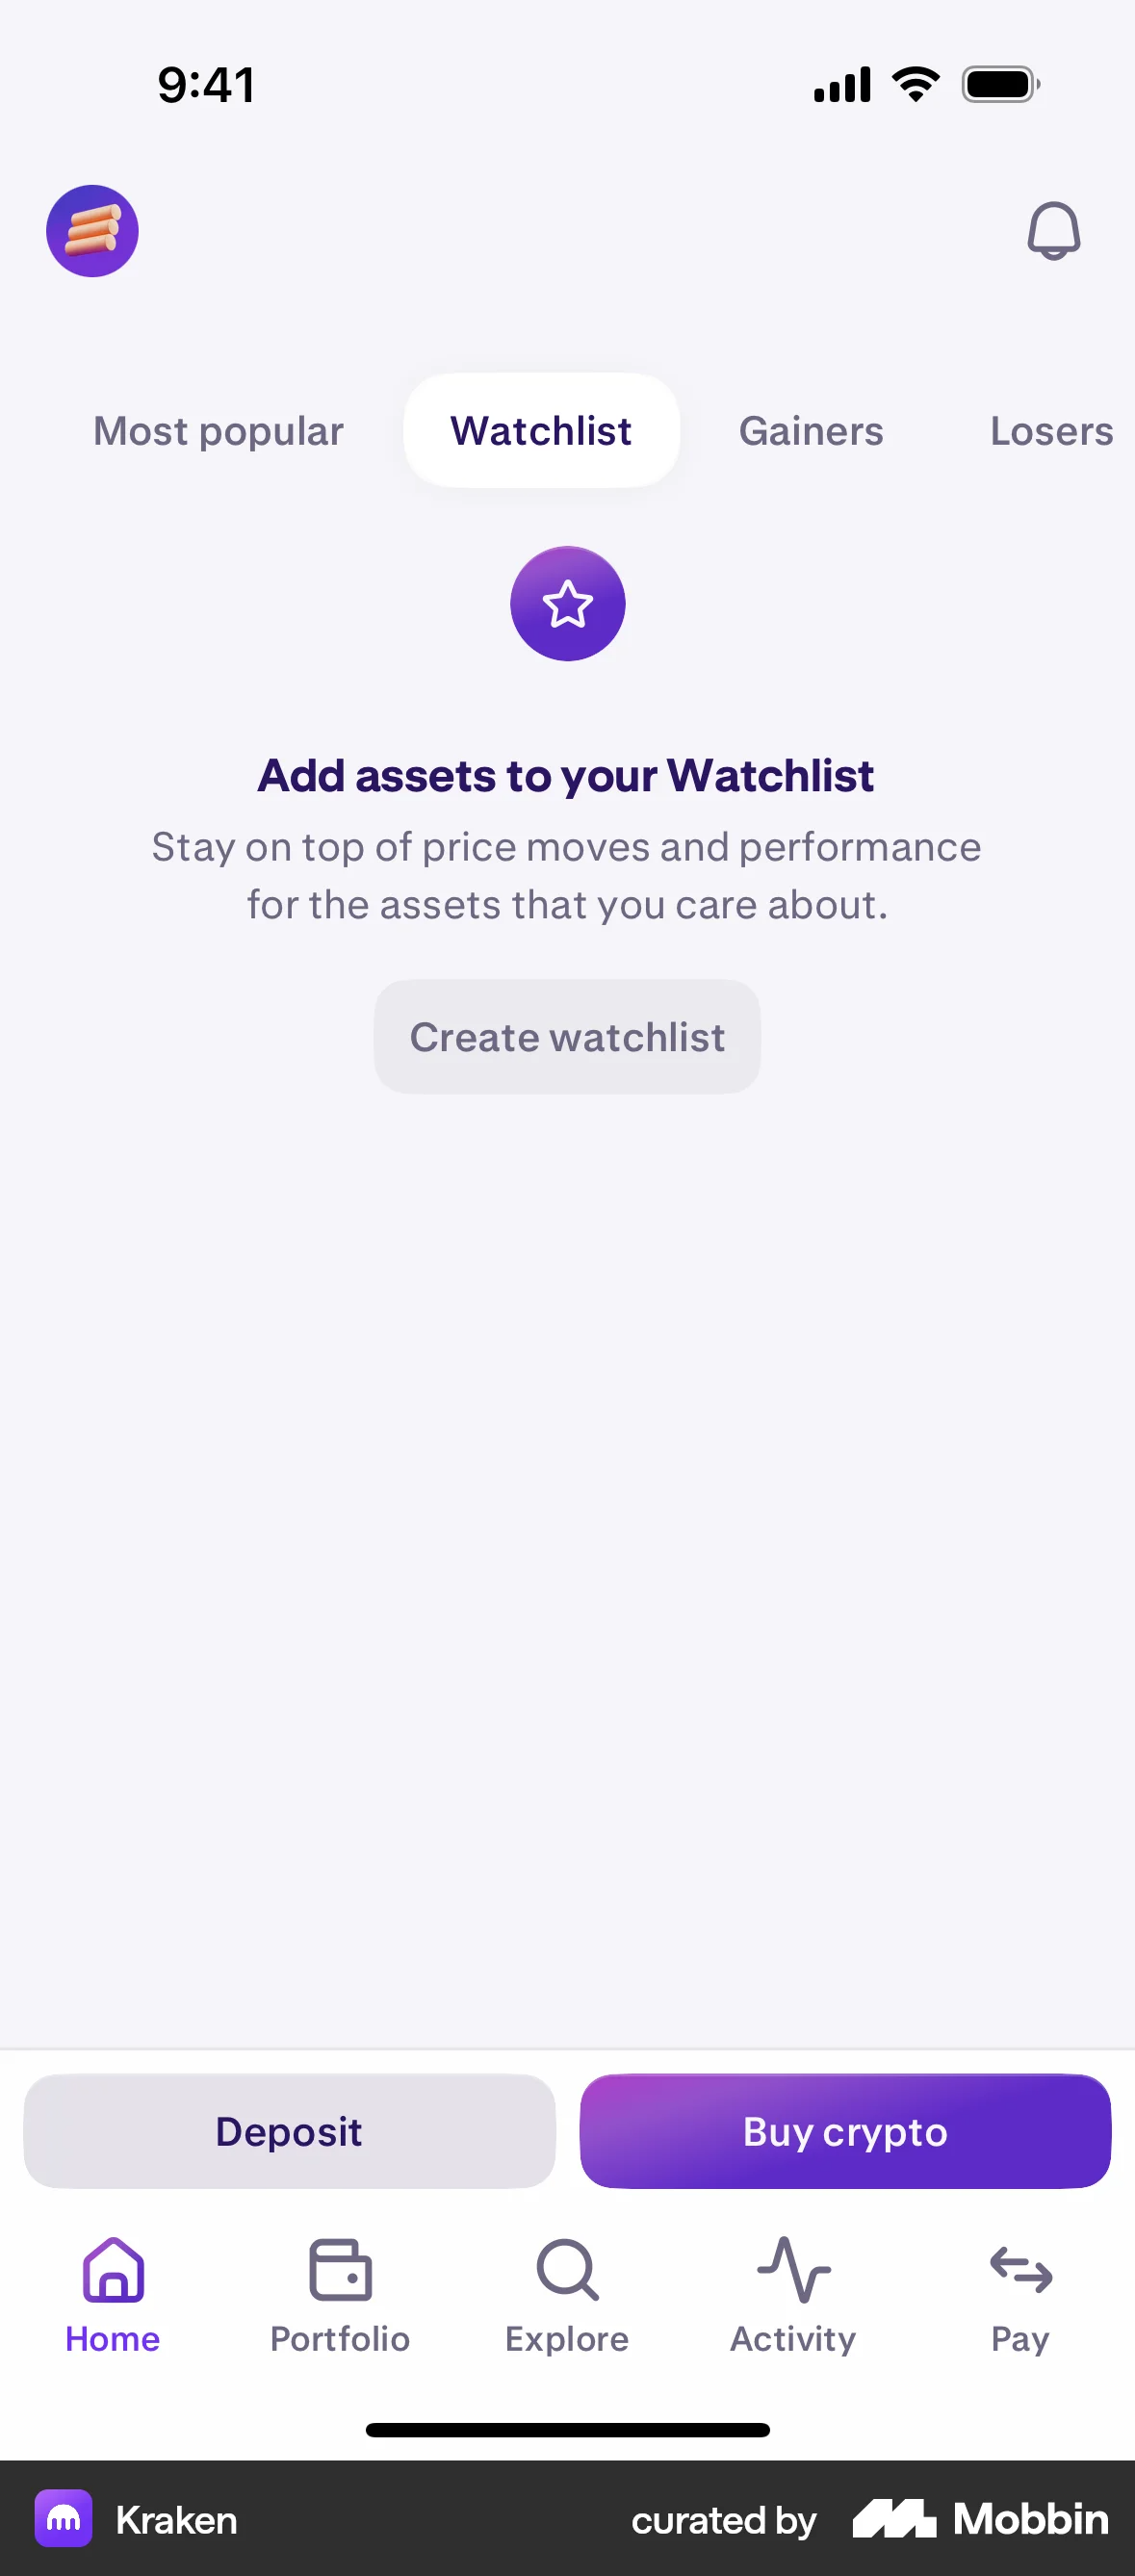 9:41
Most popular Watchlist Gainers Losers
Add assets to your Watchlist
Stay on top of price moves and performance
for the assets that you care about.
Create watchlist
Deposit Buy crypto
Home Portfolio Explore Activity Pay
Kraken curated by Mobbin